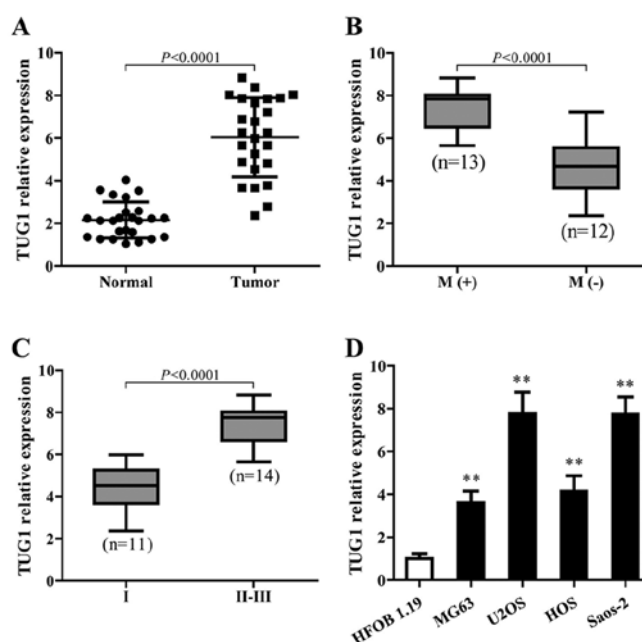 A
P<0.0001
TUG1 relative expression
10
8
6
4
2
0
Normal
Tumor
B
P<0.0001
TUG1 relative expression
10
8
6
4
2
0
(n=13)
(n=12)
M (+)
M (-)
C
P<0.0001
TUG1 relative expression
10
8
6
4
2
0
(n=11)
(n=14)
I
II-III
D
TUG1 relative expression
10
8
6
4
2
0
**
**
**
**
HFOB 1.19
MG63
U2OS
HOS
Saos-2